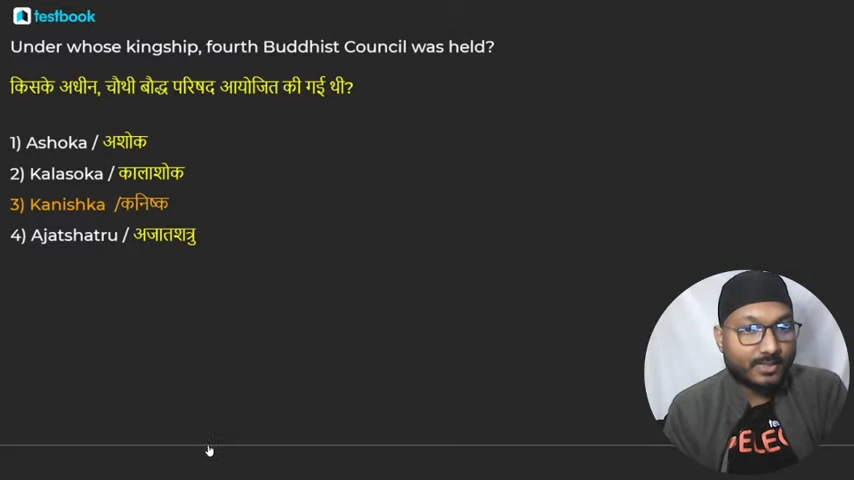 testbook
Under whose kingship, fourth Buddhist Council was held?
किसके अधीन, चौथी बौद्ध परिषद आयोजित की गई थी?
1) Ashoka / अशोक
2) Kalasoka / कालाशोक
3) Kanishka /कनिष्क
4) Ajatshatru / अजातशत्रु